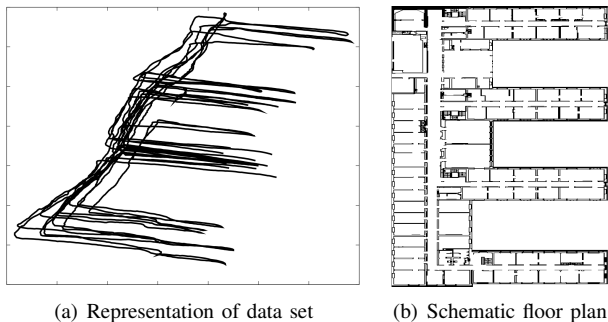 (a) Representation of data set
(b) Schematic floor plan